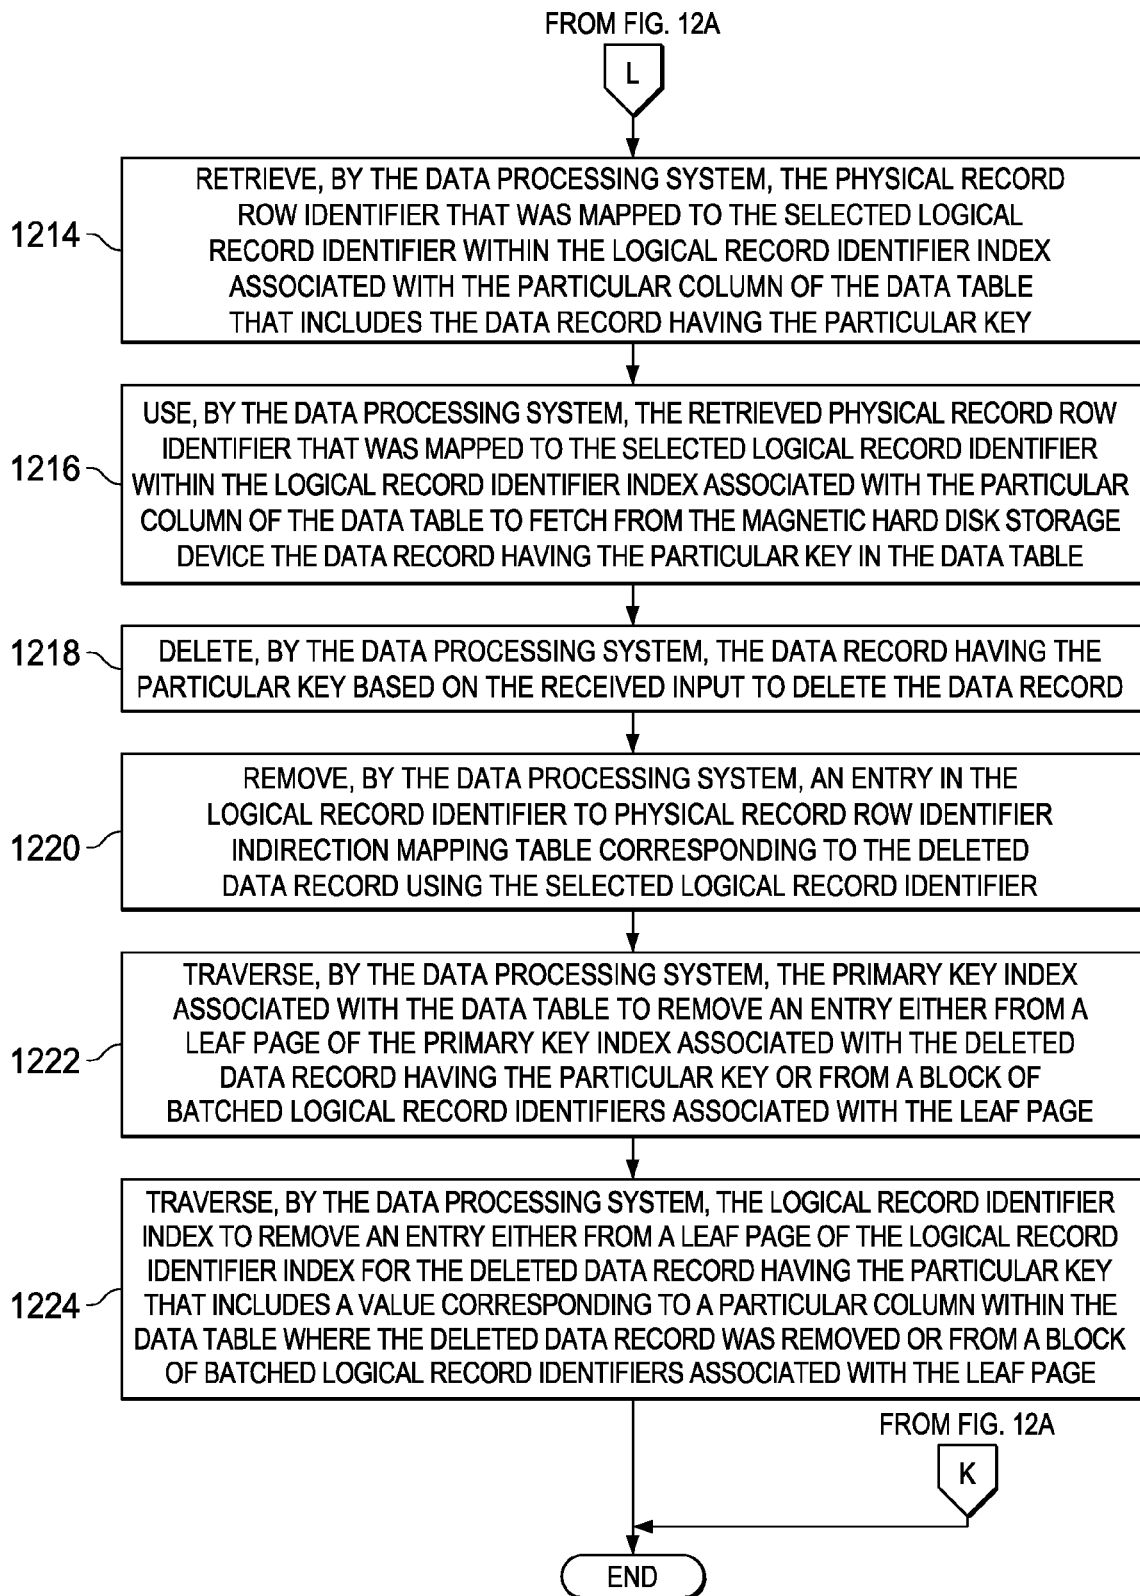 FROM FIG. 12A
L
1214
RETRIEVE, BY THE DATA PROCESSING SYSTEM, THE PHYSICAL RECORD
ROW IDENTIFIER THAT WAS MAPPED TO THE SELECTED LOGICAL
RECORD IDENTIFIER WITHIN THE LOGICAL RECORD IDENTIFIER INDEX
ASSOCIATED WITH THE PARTICULAR COLUMN OF THE DATA TABLE
THAT INCLUDES THE DATA RECORD HAVING THE PARTICULAR KEY
1216
USE, BY THE DATA PROCESSING SYSTEM, THE RETRIEVED PHYSICAL RECORD ROW
IDENTIFIER THAT WAS MAPPED TO THE SELECTED LOGICAL RECORD IDENTIFIER
WITHIN THE LOGICAL RECORD IDENTIFIER INDEX ASSOCIATED WITH THE PARTICULAR
COLUMN OF THE DATA TABLE TO FETCH FROM THE MAGNETIC HARD DISK STORAGE
DEVICE THE DATA RECORD HAVING THE PARTICULAR KEY IN THE DATA TABLE
1218
DELETE, BY THE DATA PROCESSING SYSTEM, THE DATA RECORD HAVING THE
PARTICULAR KEY BASED ON THE RECEIVED INPUT TO DELETE THE DATA RECORD
1220
REMOVE, BY THE DATA PROCESSING SYSTEM, AN ENTRY IN THE
LOGICAL RECORD IDENTIFIER TO PHYSICAL RECORD ROW IDENTIFIER
INDIRECTION MAPPING TABLE CORRESPONDING TO THE DELETED
DATA RECORD USING THE SELECTED LOGICAL RECORD IDENTIFIER
1222
TRAVERSE, BY THE DATA PROCESSING SYSTEM, THE PRIMARY KEY INDEX
ASSOCIATED WITH THE DATA TABLE TO REMOVE AN ENTRY EITHER FROM A
LEAF PAGE OF THE PRIMARY KEY INDEX ASSOCIATED WITH THE DELETED
DATA RECORD HAVING THE PARTICULAR KEY OR FROM A BLOCK OF
BATCHED LOGICAL RECORD IDENTIFIERS ASSOCIATED WITH THE LEAF PAGE
1224
TRAVERSE, BY THE DATA PROCESSING SYSTEM, THE LOGICAL RECORD IDENTIFIER
INDEX TO REMOVE AN ENTRY EITHER FROM A LEAF PAGE OF THE LOGICAL RECORD
IDENTIFIER INDEX FOR THE DELETED DATA RECORD HAVING THE PARTICULAR KEY
THAT INCLUDES A VALUE CORRESPONDING TO A PARTICULAR COLUMN WITHIN THE
DATA TABLE WHERE THE DELETED DATA RECORD WAS REMOVED OR FROM A BLOCK
OF BATCHED LOGICAL RECORD IDENTIFIERS ASSOCIATED WITH THE LEAF PAGE
FROM FIG. 12A
K
END